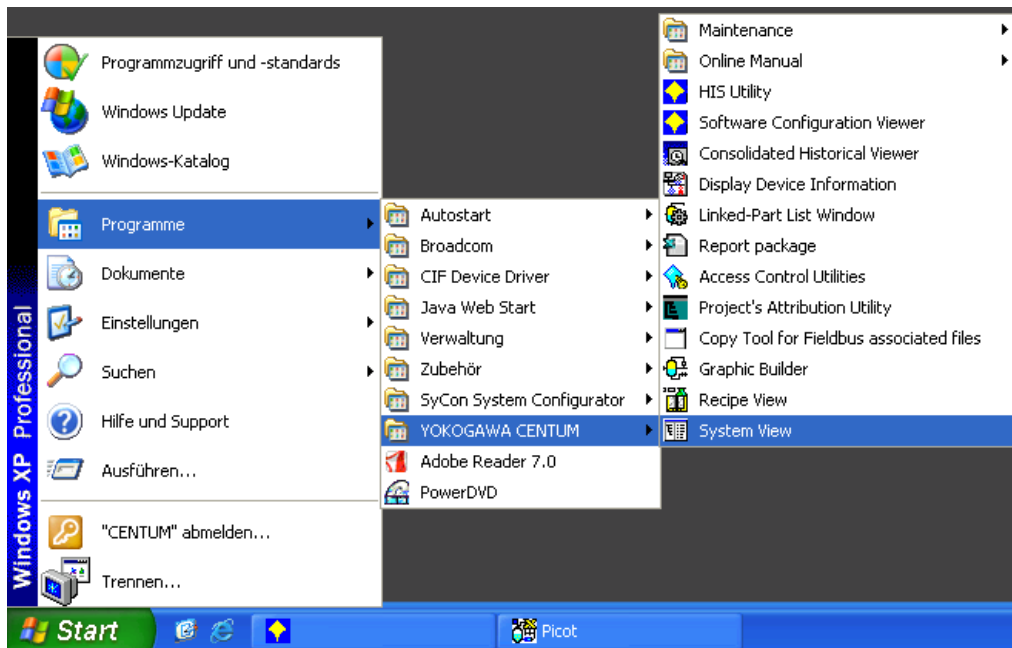 Programmzugriff und -standards
Windows Update
Windows-Katalog
Programme
Dokumente
Einstellungen
Suchen
Hilfe und Support
Ausführen...
"CENTUM" abmelden...
Trennen...
Windows XP Professional
Autostart
Broadcom
CIF Device Driver
Java Web Start
Verwaltung
Zubehör
SyCon System Configurator
YOKOGAWA CENTUM
Adobe Reader 7.0
PowerDVD
Maintenance
Online Manual
HIS Utility
Software Configuration Viewer
Consolidated Historical Viewer
Display Device Information
Linked-Part List Window
Report package
Access Control Utilities
Project's Attribution Utility
Copy Tool for Fieldbus associated files
Graphic Builder
Recipe View
System View
Start
Picot